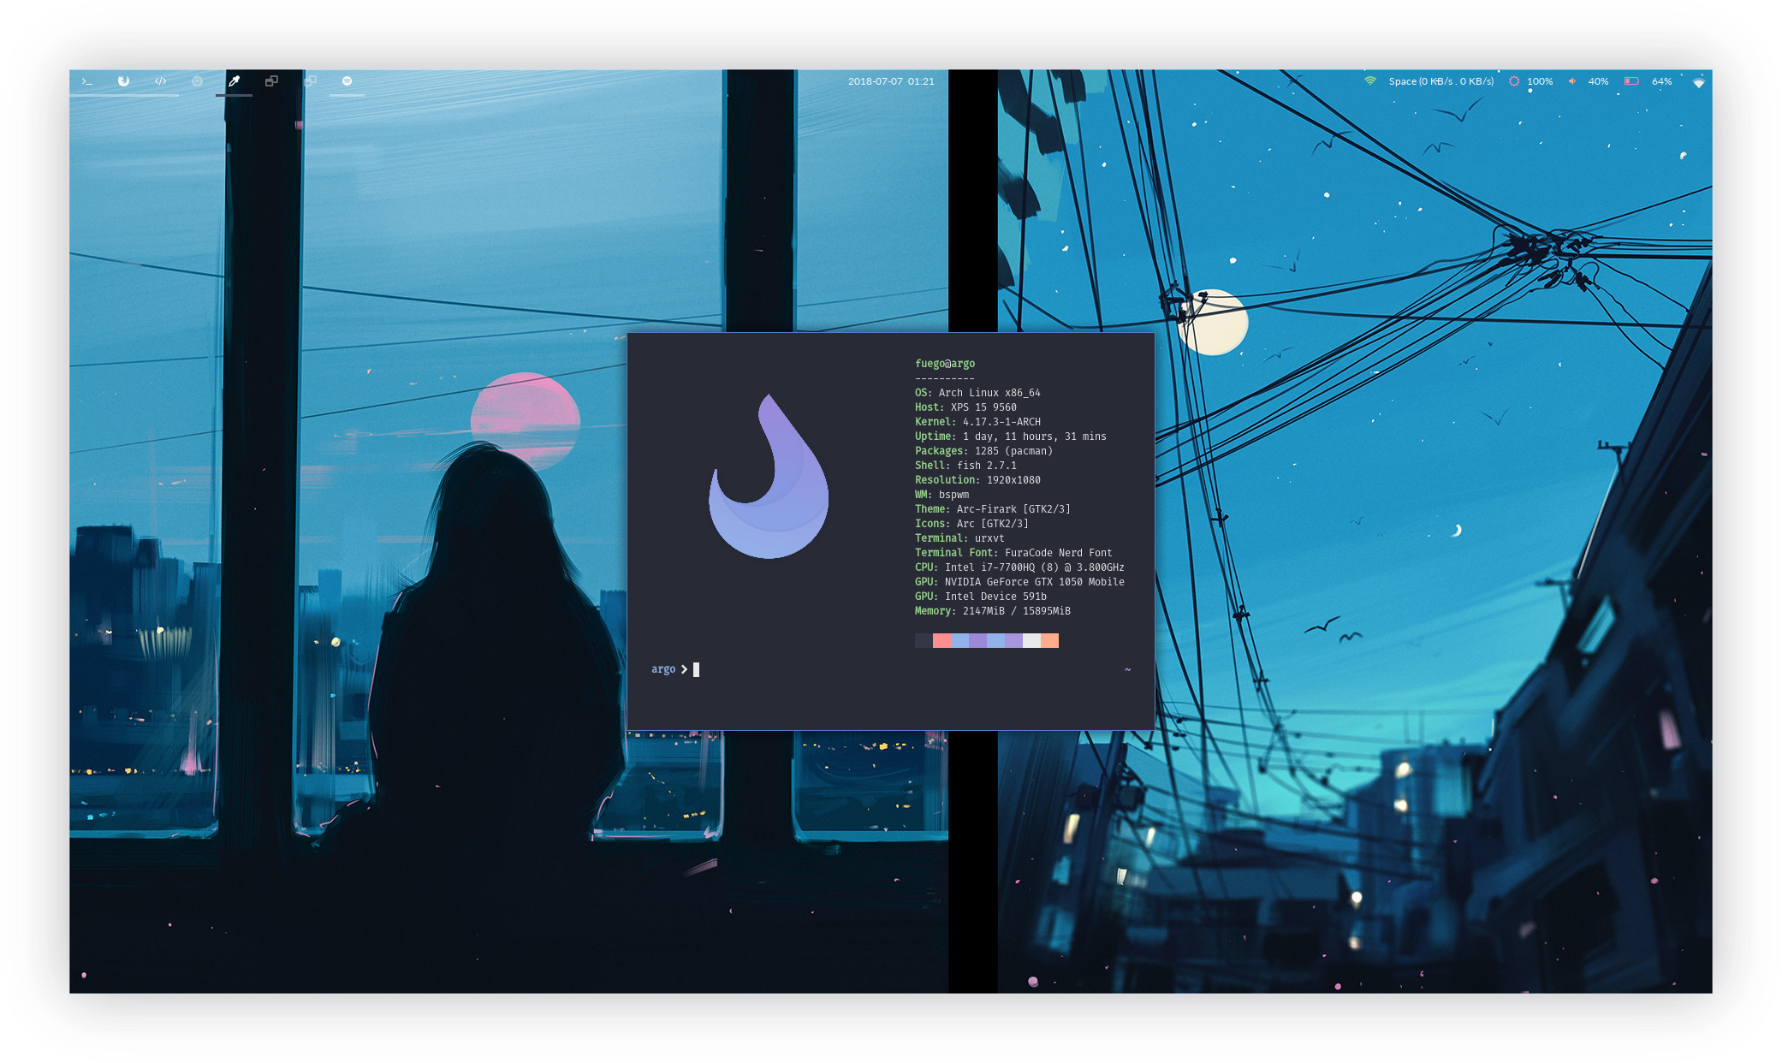 2018-07-07 01:21
Space (0 KB/s . 0 KB/s) 100% 40% 64%
fuego@argo
----------
OS: Arch Linux x86_64
Host: XPS 15 9560
Kernel: 4.17.3-1-ARCH
Uptime: 1 day, 11 hours, 31 mins
Packages: 1285 (pacman)
Shell: fish 2.7.1
Resolution: 1920x1080
WM: bspwm
Theme: Arc-Firark [GTK2/3]
Icons: Arc [GTK2/3]
Terminal: urxvt
Terminal Font: FuraCode Nerd Font
CPU: Intel i7-7700HQ (8) @ 3.800GHz
GPU: NVIDIA GeForce GTX 1050 Mobile
GPU: Intel Device 591b
Memory: 2147MiB / 15895MiB
argo ❯ ~